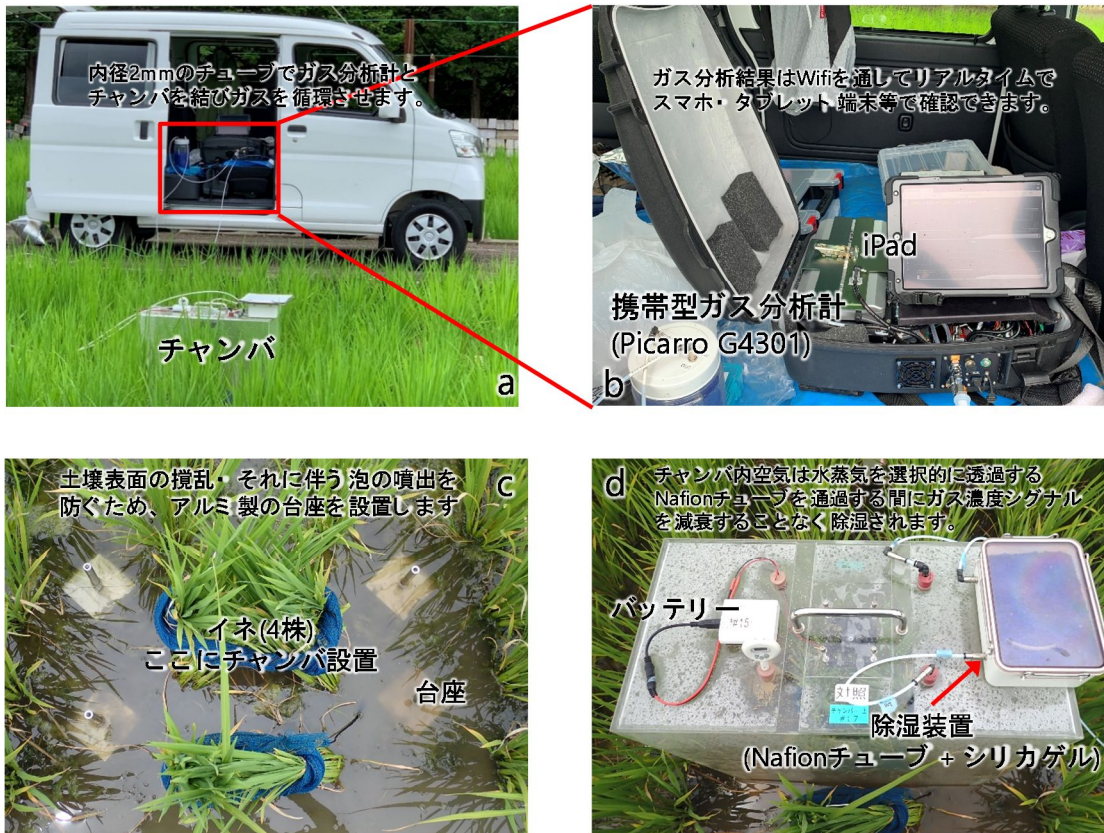 内径2mmのチューブでガス分析計と
チャンバを結びガスを循環させます。
チャンバ
a
ガス分析結果はWifiを通してリアルタイムで
スマホ・タブレット端末等で確認できます。
iPad
携帯型ガス分析計
(Picarro G4301)
b
土壌表面の撹乱・それに伴う泡の噴出を
防ぐため、アルミ製の台座を設置します
c
イネ(4株)
ここにチャンバ設置
台座
d
チャンバ内空気は水蒸気を選択的に透過する
Nafionチューブを通過する間にガス濃度シグナル
を減衰することなく除湿されます。
バッテリー
#15
対照
チャンバー上
#17
除湿装置
(Nafionチューブ + シリカゲル)